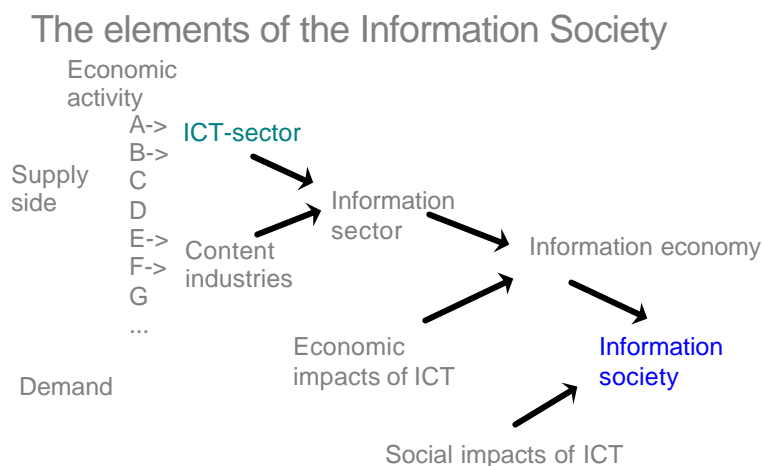 The elements of the Information Society
Economic
activity
A->
B->
C
D
E->
F->
G
...
Supply
side
ICT-sector
Content
industries
Information
sector
Information economy
Economic
impacts of ICT
Information
society
Demand
Social impacts of ICT